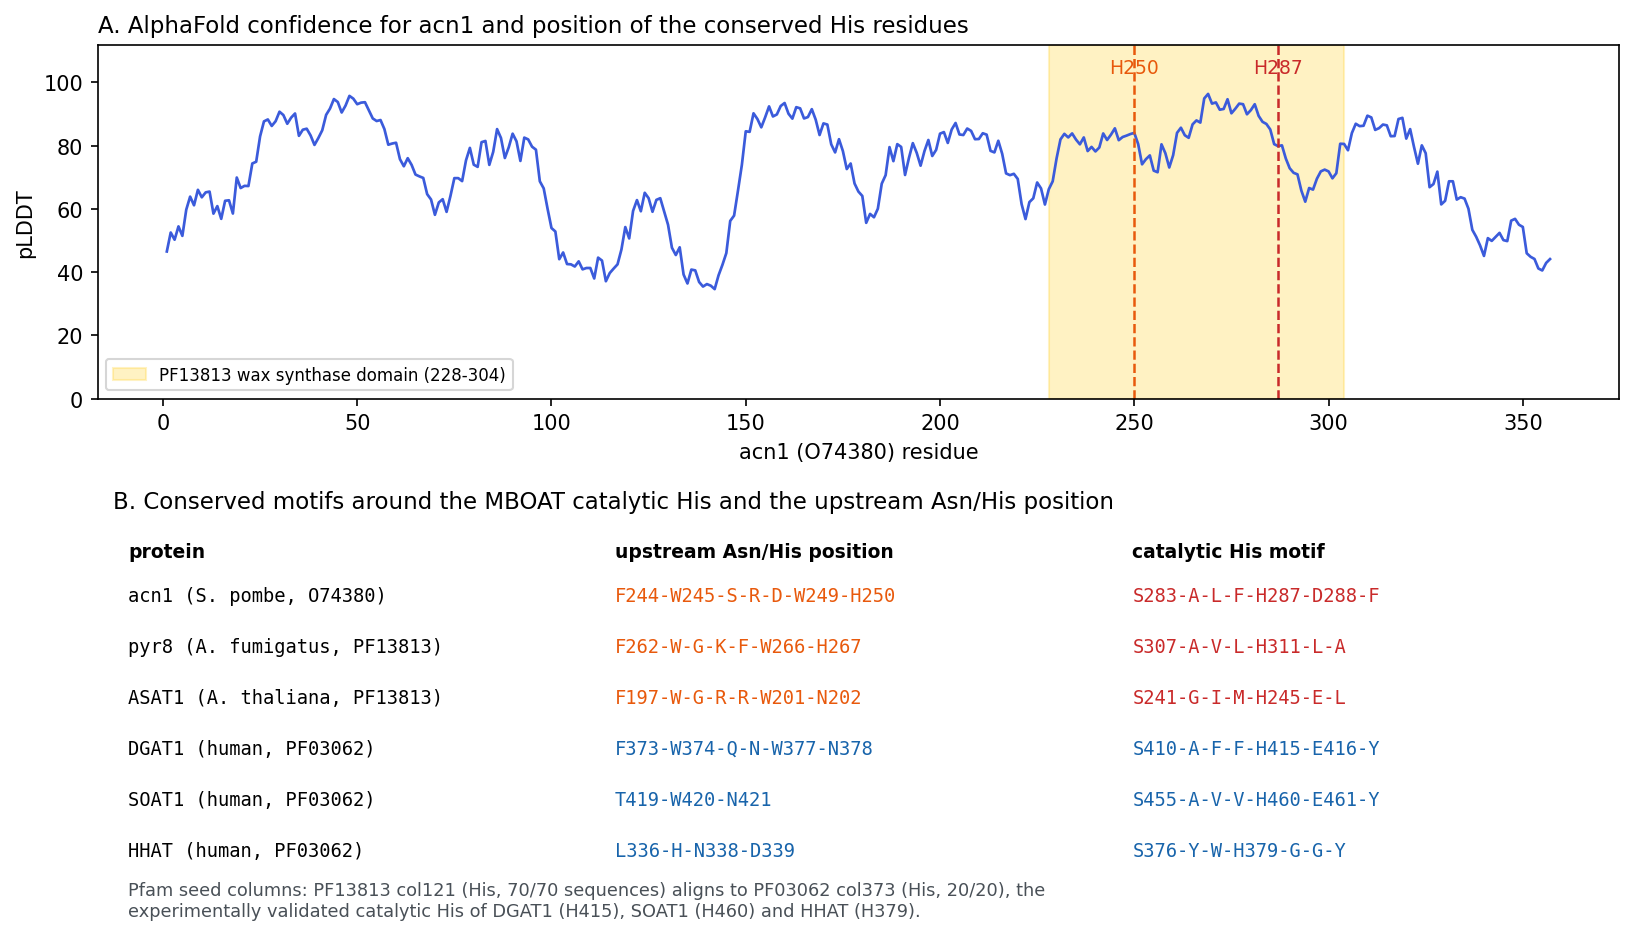 A. AlphaFold confidence for acn1 and position of the conserved His residues
H250 H287
100
80
60
40
20
0
pLDDT
PF13813 wax synthase domain (228-304)
0 50 100 150 200 250 300 350
acn1 (O74380) residue
B. Conserved motifs around the MBOAT catalytic His and the upstream Asn/His position
protein upstream Asn/His position catalytic His motif
acn1 (S. pombe, O74380) F244-W245-S-R-D-W249-H250 S283-A-L-F-H287-D288-F
pyr8 (A. fumigatus, PF13813) F262-W-G-K-F-W266-H267 S307-A-V-L-H311-L-A
ASAT1 (A. thaliana, PF13813) F197-W-G-R-R-W201-N202 S241-G-I-M-H245-E-L
DGAT1 (human, PF03062) F373-W374-Q-N-W377-N378 S410-A-F-F-H415-E416-Y
SOAT1 (human, PF03062) T419-W420-N421 S455-A-V-V-H460-E461-Y
HHAT (human, PF03062) L336-H-N338-D339 S376-Y-W-H379-G-G-Y
Pfam seed columns: PF13813 col121 (His, 70/70 sequences) aligns to PF03062 col373 (His, 20/20), the
experimentally validated catalytic His of DGAT1 (H415), SOAT1 (H460) and HHAT (H379).